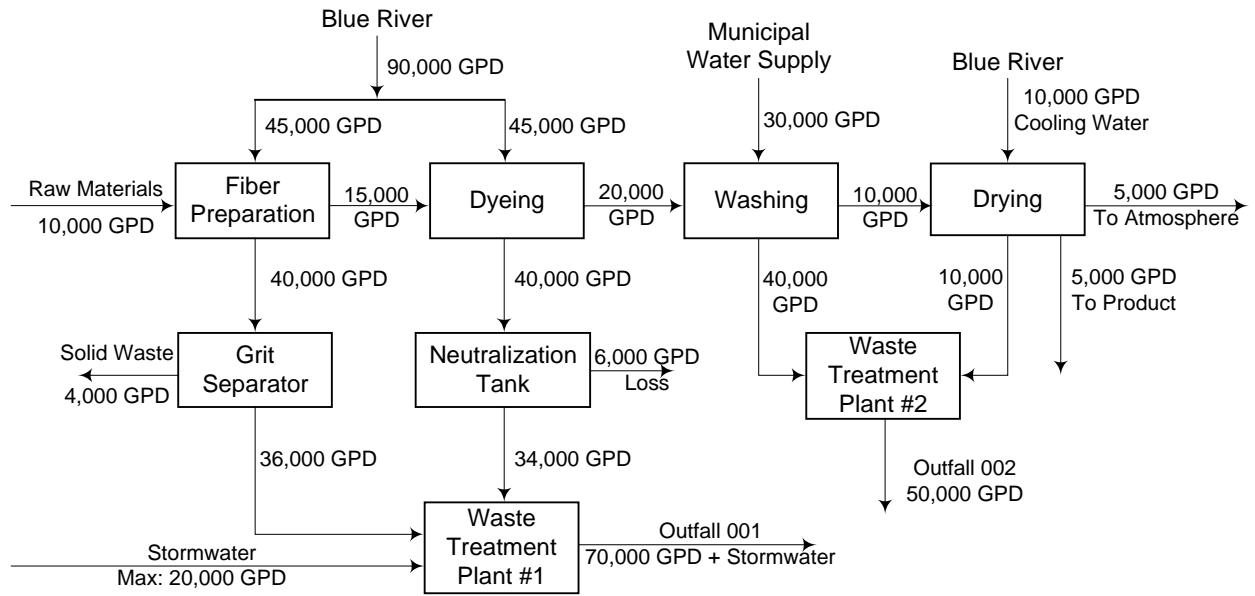 Blue River
90,000 GPD
45,000 GPD
45,000 GPD
Municipal
Water Supply
30,000 GPD
Blue River
10,000 GPD
Cooling Water
Raw Materials
10,000 GPD
Fiber
Preparation
15,000
GPD
Dyeing
20,000
GPD
Washing
10,000
GPD
Drying
5,000 GPD
To Atmosphere
40,000 GPD
40,000 GPD
40,000
GPD
10,000
GPD
5,000 GPD
To Product
Solid Waste
4,000 GPD
Grit
Separator
Neutralization
Tank
6,000 GPD
Loss
Waste
Treatment
Plant #2
36,000 GPD
34,000 GPD
Outfall 002
50,000 GPD
Stormwater
Max: 20,000 GPD
Waste
Treatment
Plant #1
Outfall 001
70,000 GPD + Stormwater